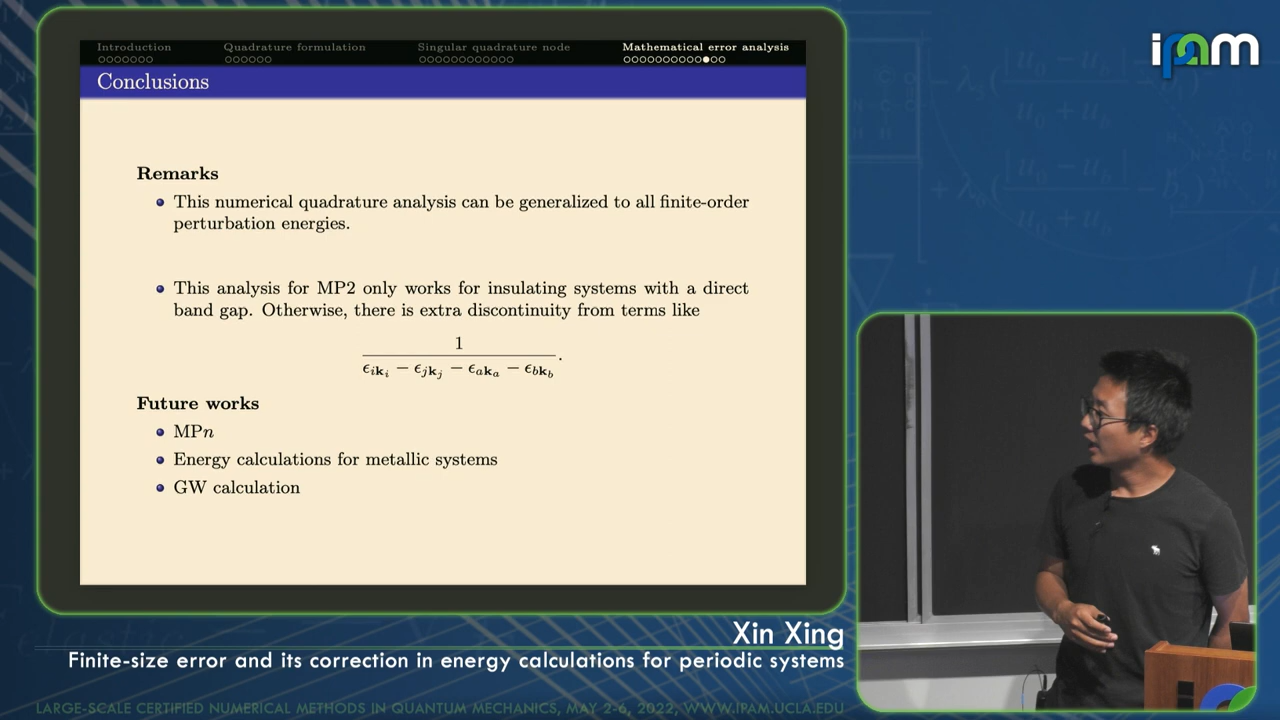 ipam
Introduction Quadrature formulation Singular quadrature node Mathematical error analysis
Conclusions
Remarks
This numerical quadrature analysis can be generalized to all finite-order
perturbation energies.
This analysis for MP2 only works for insulating systems with a direct
band gap. Otherwise, there is extra discontinuity from terms like
1
ϵ_{ik_i} − ϵ_{jk_j} − ϵ_{ak_a} − ϵ_{bk_b}.
Future works
MPn
Energy calculations for metallic systems
GW calculation
Xin Xing
Finite-size error and its correction in energy calculations for periodic systems
LARGE-SCALE CERTIFIED NUMERICAL METHODS IN QUANTUM MECHANICS, MAY 2-6, 2022, WWW.IPAM.UCLA.EDU